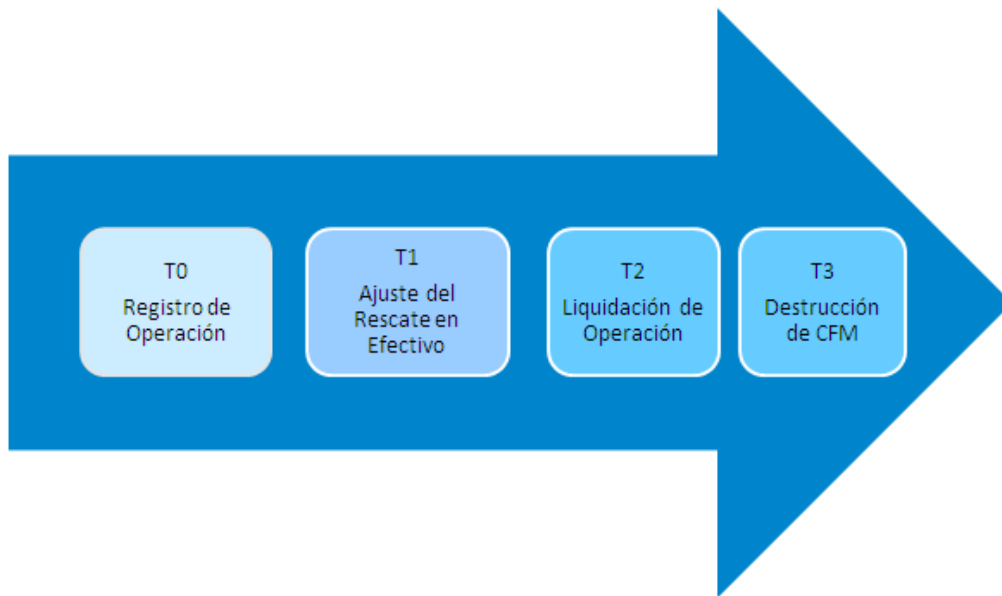 T0
Registro de
Operación
T1
Ajuste del
Rescate en
Efectivo
T2
Liquidación de
Operación
T3
Destrucción
de CFM